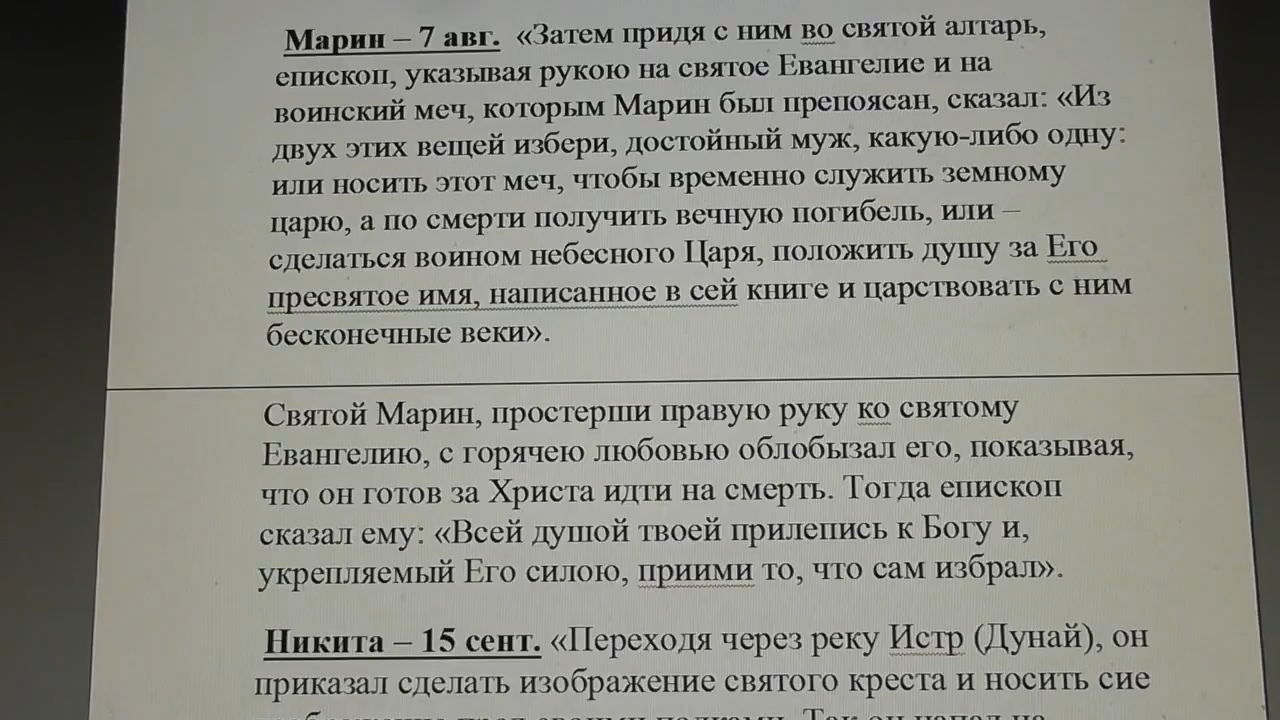 Марин – 7 авг. «Затем придя с ним во святой алтарь,
епископ, указывая рукою на святое Евангелие и на
воинский меч, которым Марин был препоясан, сказал: «Из
двух этих вещей избери, достойный муж, какую-либо одну:
или носить этот меч, чтобы временно служить земному
царю, а по смерти получить вечную погибель, или –
сделаться воином небесного Царя, положить душу за Его
пресвятое имя, написанное в сей книге и царствовать с ним
бесконечные веки».
Святой Марин, простерши правую руку ко святому
Евангелию, с горячею любовью облобызал его, показывая,
что он готов за Христа идти на смерть. Тогда епископ
сказал ему: «Всей душой твоей прилепись к Богу и,
укрепляемый Его силою, приими то, что сам избрал».
Никита – 15 сент. «Переходя через реку Истр (Дунай), он
приказал сделать изображение святого креста и носить сие